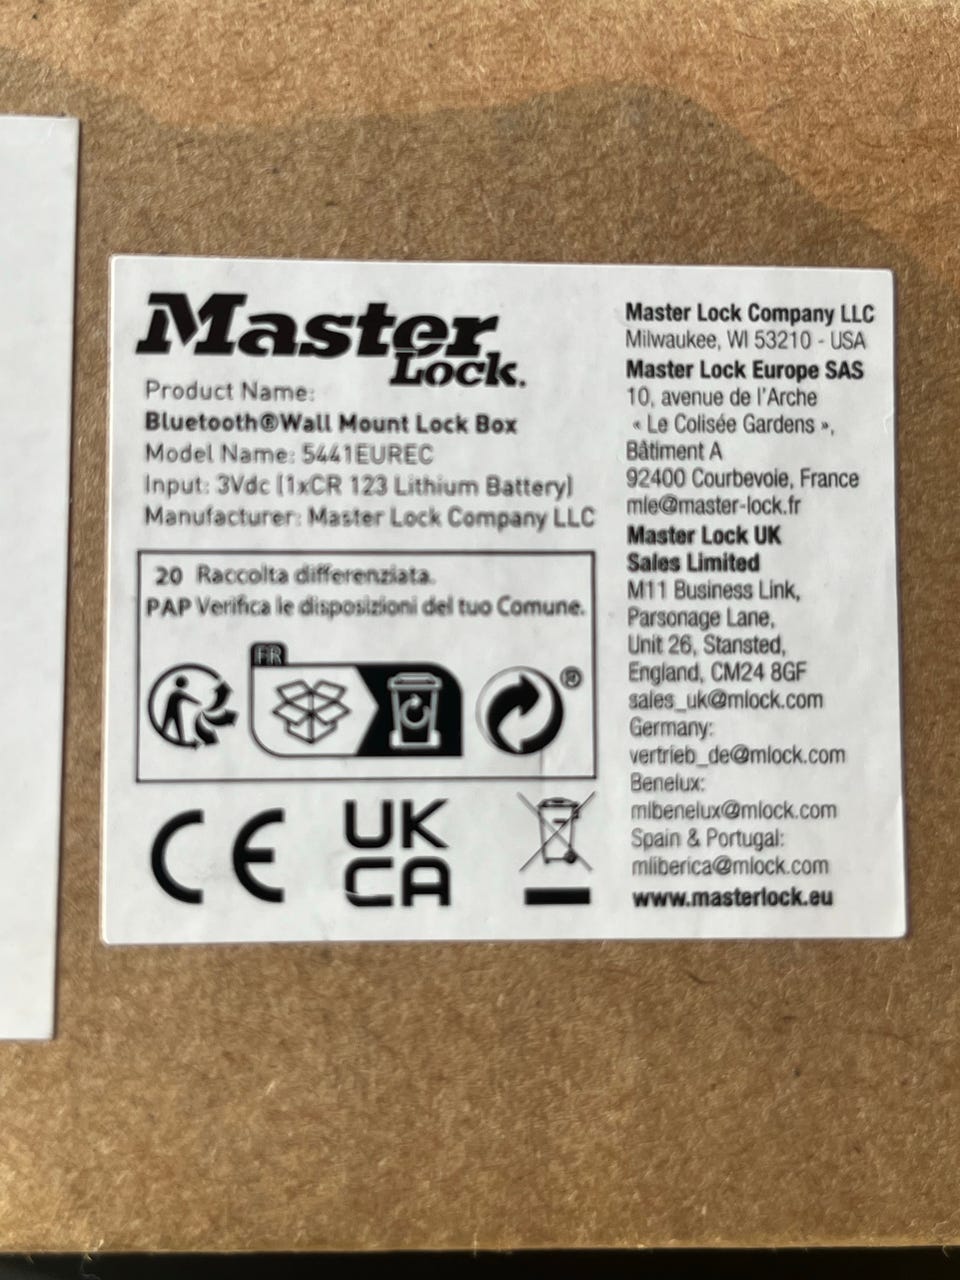 Master
Lock.
Product Name:
Bluetooth®Wall Mount Lock Box
Model Name: 5441EUREC
Input: 3Vdc (1xCR 123 Lithium Battery)
Manufacturer: Master Lock Company LLC
20 Raccolta differenziata.
PAP Verifica le disposizioni del tuo Comune.
FR
®
CE
UK
CA
Master Lock Company LLC
Milwaukee, WI 53210 - USA
Master Lock Europe SAS
10, avenue de l'Arche
« Le Colisée Gardens »,
Bâtiment A
92400 Courbevoie, France
mle@master-lock.fr
Master Lock UK
Sales Limited
M11 Business Link,
Parsonage Lane,
Unit 26, Stansted,
England, CM24 8GF
sales_uk@mlock.com
Germany:
vertrieb_de@mlock.com
Benelux:
mlbenelux@mlock.com
Spain & Portugal:
mliberica@mlock.com
www.masterlock.eu